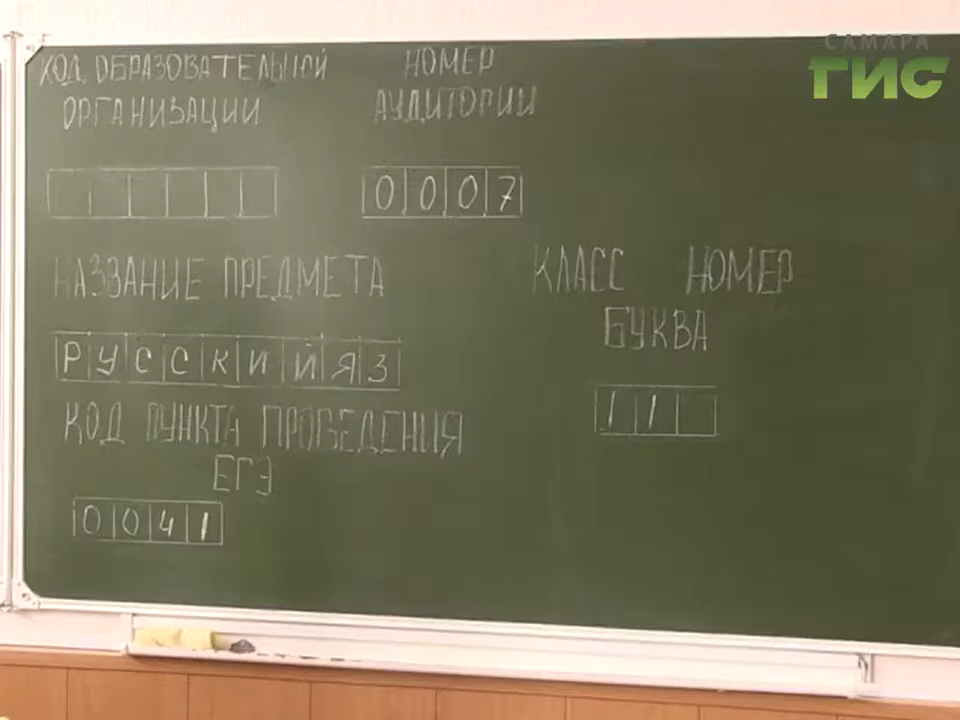 САМАРА
ГИС
КОД ОБРАЗОВАТЕЛЬНОЙ
ОРГАНИЗАЦИИ
НОМЕР
АУДИТОРИИ
0007
НАЗВАНИЕ ПРЕДМЕТА
РУССКИЙЯЗ
КЛАСС НОМЕР
БУКВА
11
КОД ПУНКТА ПРОВЕДЕНИЯ
ЕГЭ
0041